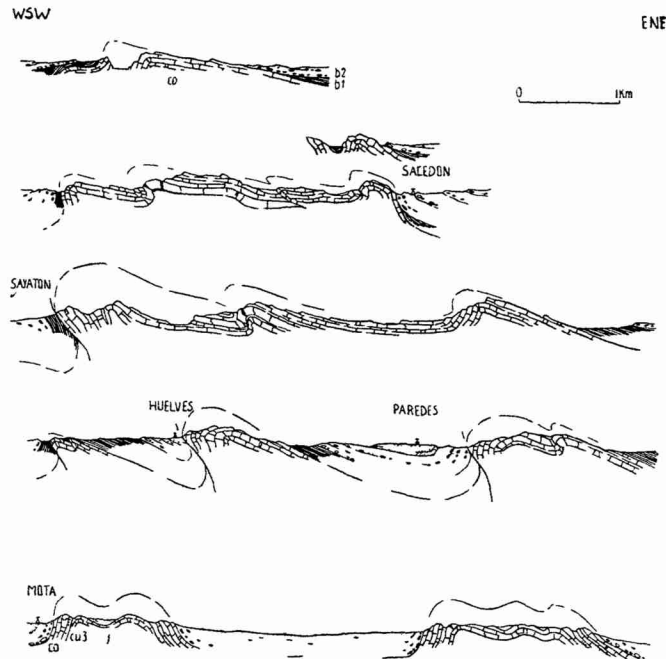 WSW
ENE
b2
b1
co
0 1Km
SACEDON
SAYATON
HUELVES
PAREDES
MOTA
co
cu3
j